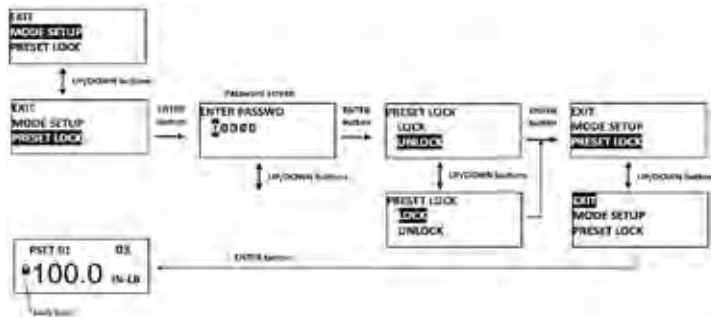 EXIT
MODE SETUP
PRESET LOCK
UP/DOWN buttons
EXIT
MODE SETUP
PRESET LOCK
ENTER
button
Password screen
ENTER PASSWD
0000
UP/DOWN buttons
ENTER
button
PRESET LOCK
LOCK
UNLOCK
UP/DOWN buttons
PRESET LOCK
LOCK
UNLOCK
ENTER
button
EXIT
MODE SETUP
PRESET LOCK
UP/DOWN buttons
EXIT
MODE SETUP
PRESET LOCK
ENTER button
PSET 01 03
100.0 IN-LB